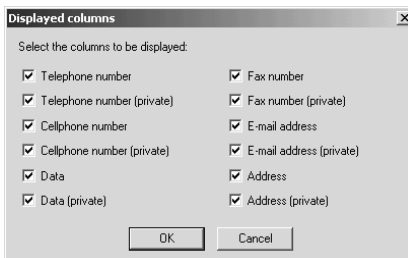 Displayed columns
Select the columns to be displayed:
Telephone number
Fax number
Telephone number (private)
Fax number (private)
Cellphone number
E-mail address
Cellphone number (private)
E-mail address (private)
Data
Address
Data (private)
Address (private)
OK
Cancel